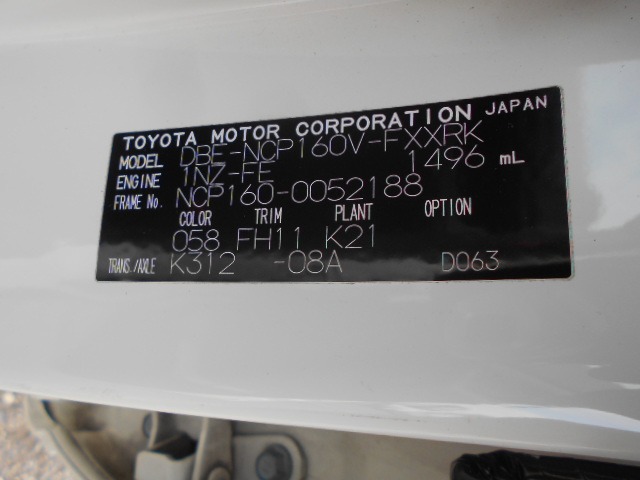 TOYOTA MOTOR CORPORATION JAPAN
MODEL DBE-NCP160V-FXXRK
ENGINE 1NZ-FE 1496 mL
FRAME No. NCP160-0052188
COLOR TRIM PLANT OPTION
058 FH11 K21
TRANS./AXLE K312 -08A D063